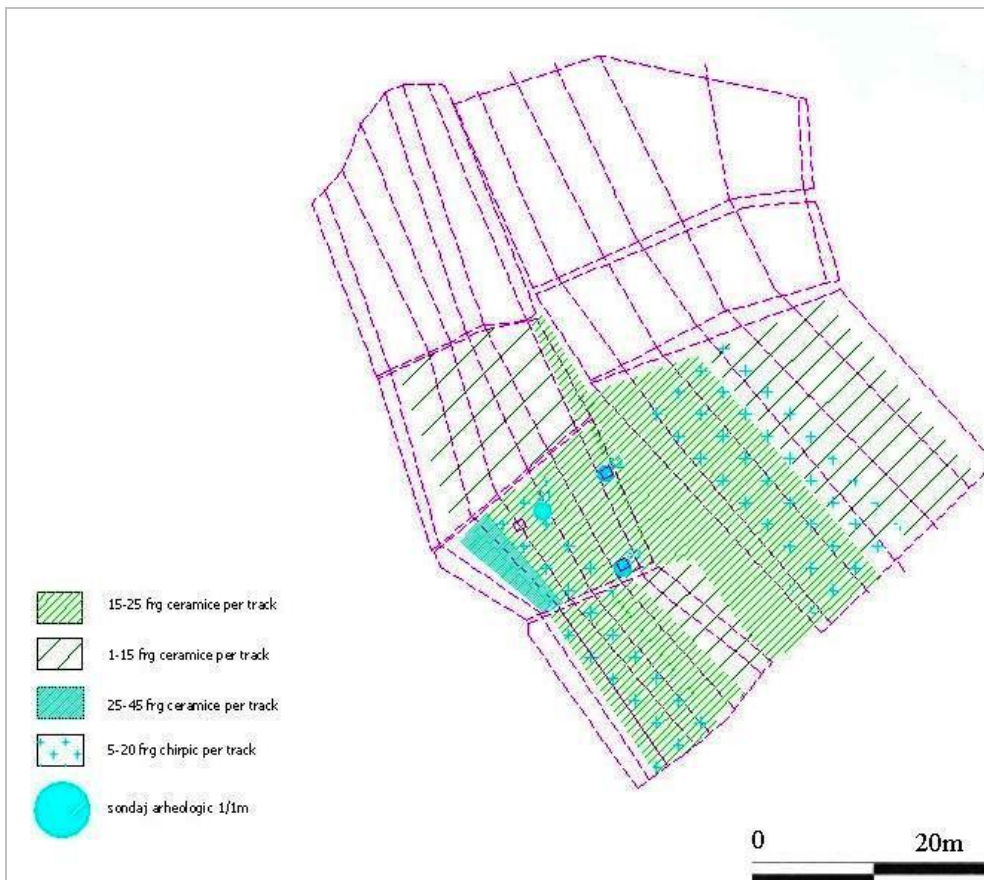 15-25 frg ceramice per track
1-15 frg ceramice per track
25-45 frg ceramice per track
5-20 frg chirpic per track
sondaj arheologic 1/1m
0 20m